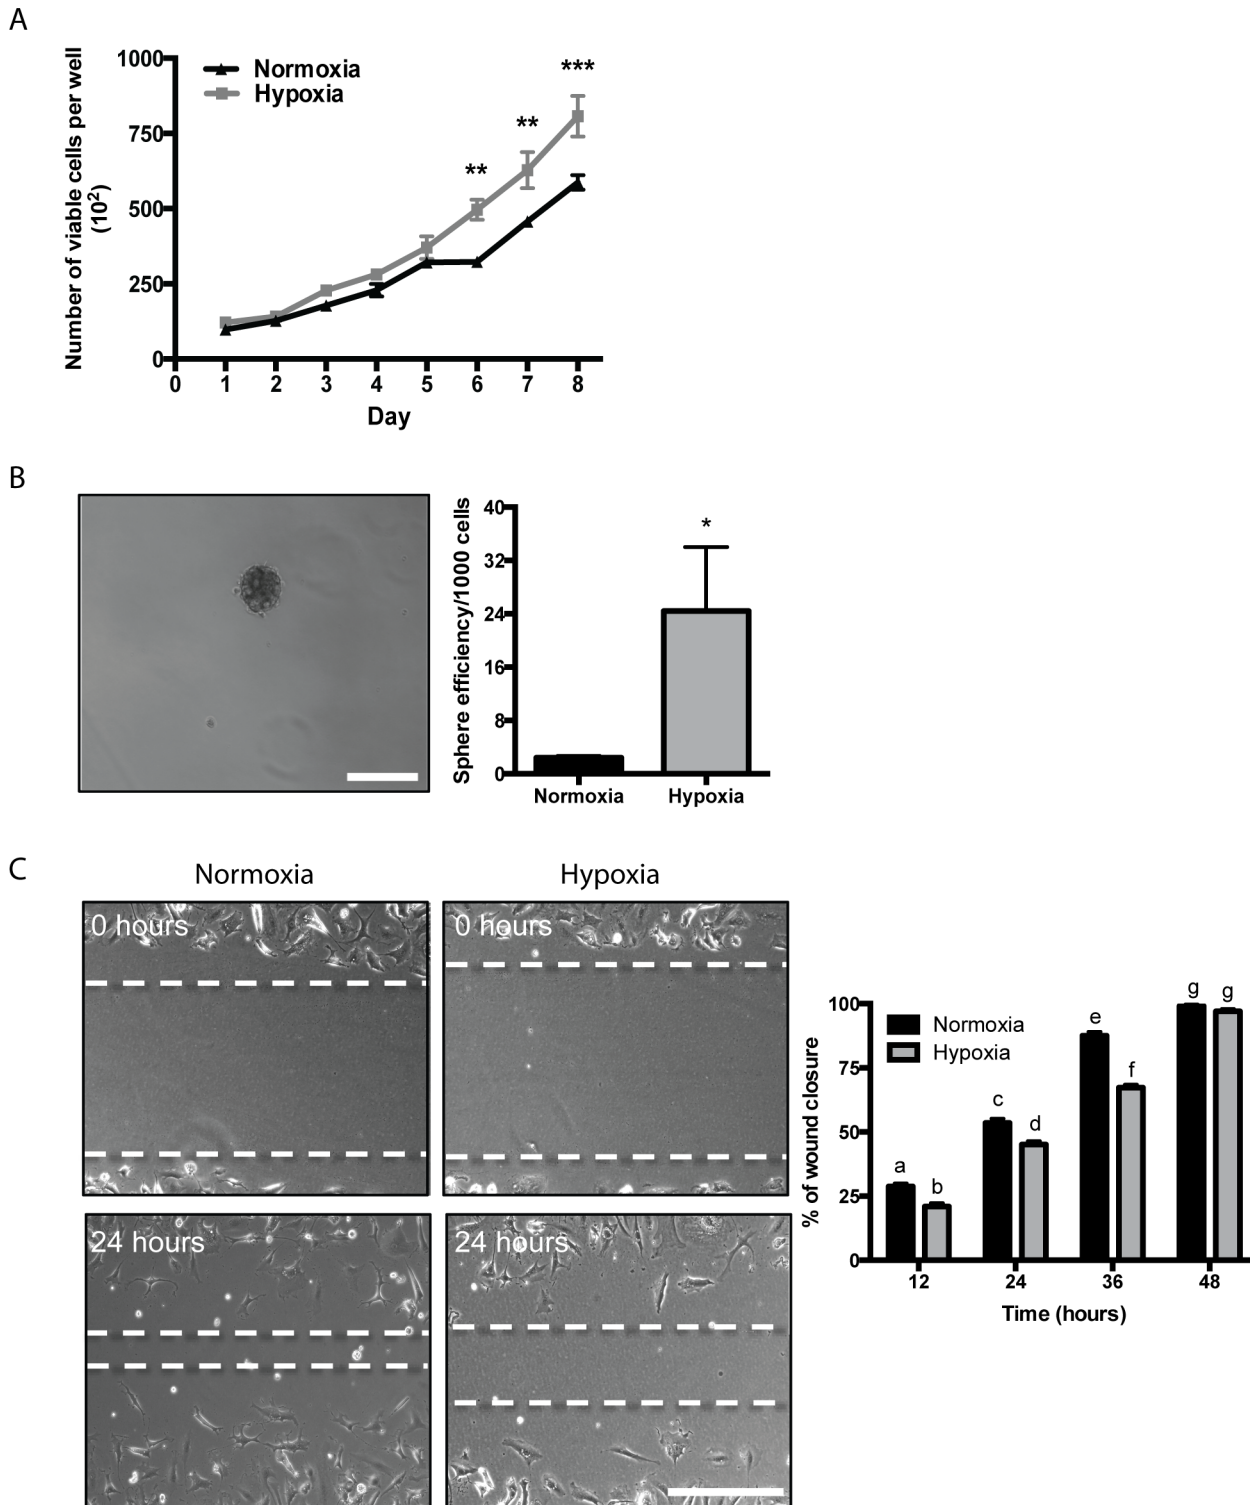 A
Number of viable cells per well
(10²)
1000
750
500
250
0
Normoxia
Hypoxia
**
**
***
0 1 2 3 4 5 6 7 8
Day
B
Sphere efficiency/1000 cells
40
32
24
16
8
0
*
Normoxia Hypoxia
C
Normoxia Hypoxia
0 hours 0 hours
24 hours 24 hours
% of wound closure
100
75
50
25
0
Normoxia
Hypoxia
a b c d e f g g
12 24 36 48
Time (hours)